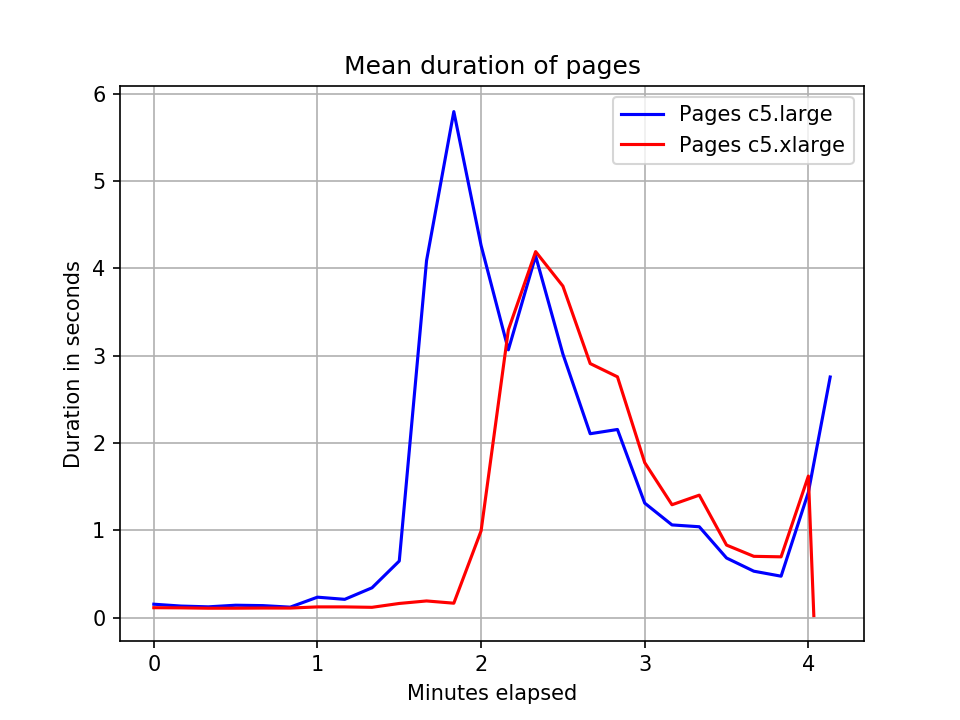 Mean duration of pages
Pages c5.large
Pages c5.xlarge
Duration in seconds
6
5
4
3
2
1
0
0 1 2 3 4
Minutes elapsed